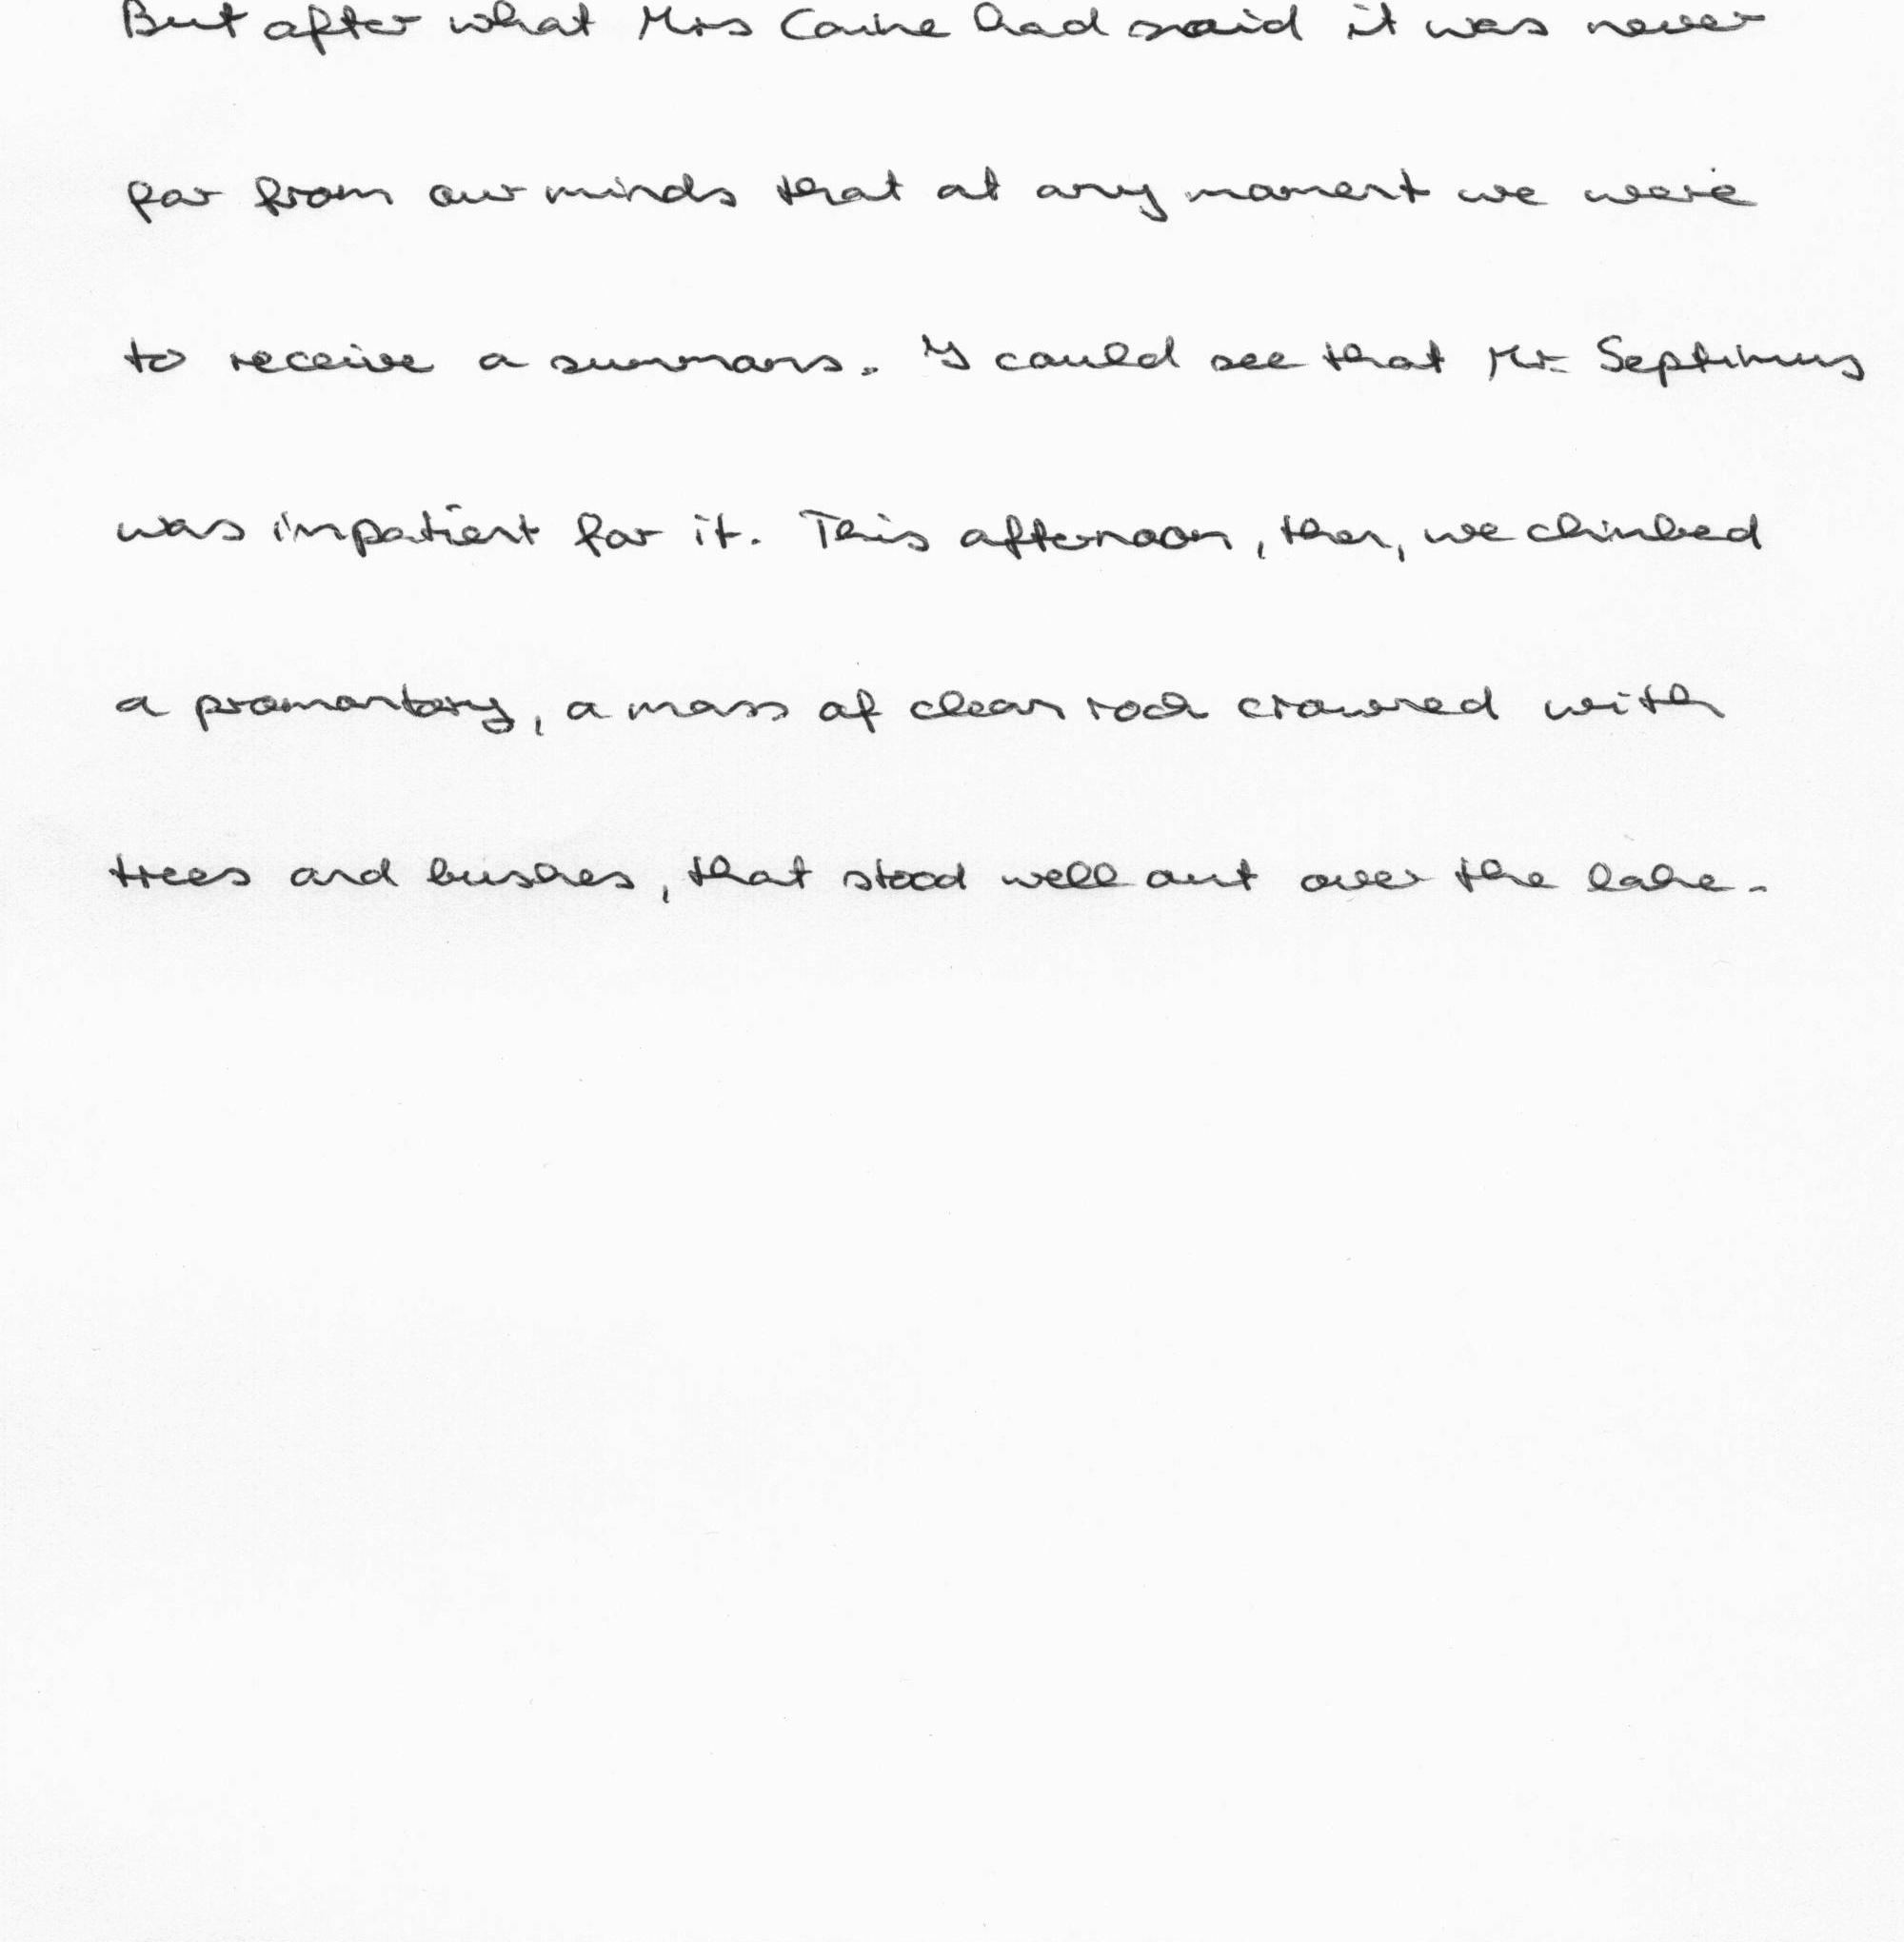 But after what Mrs Caine had said it was never
far from our minds that at any moment we were
to receive a summons. I could see that Mr. Septimus
was impatient for it. This afternoon, then, we climbed
a promontory, a mass of clean rock crowned with
trees and bushes, that stood well out over the lake.